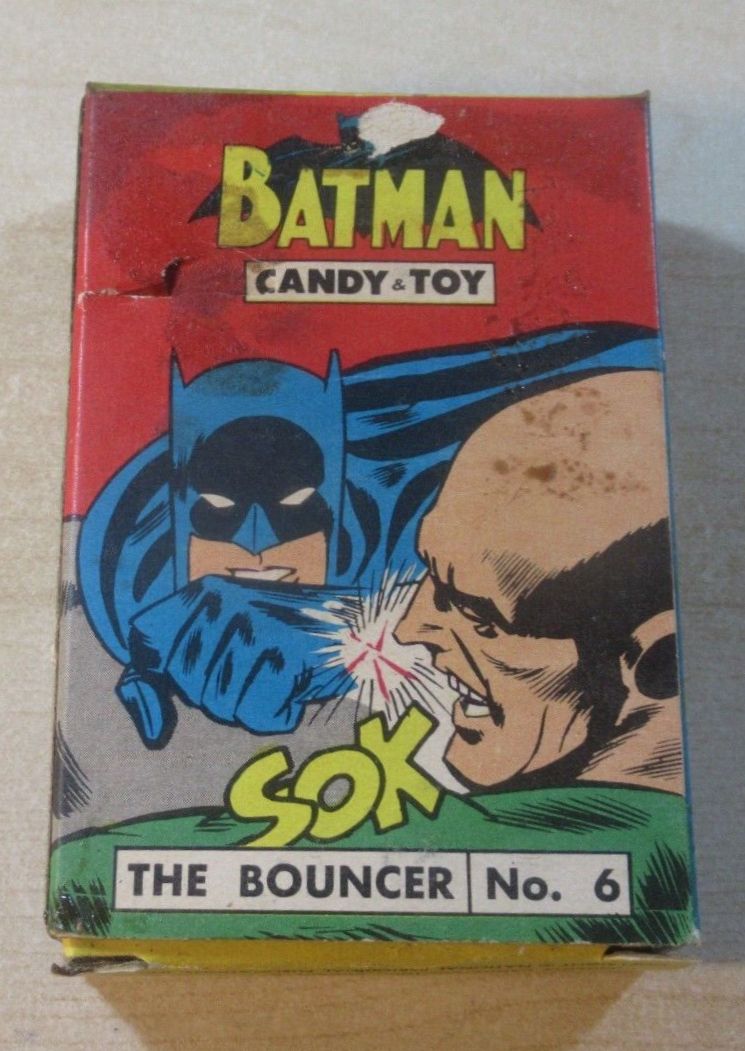 BATMAN
CANDY & TOY
SOK
THE BOUNCER No. 6